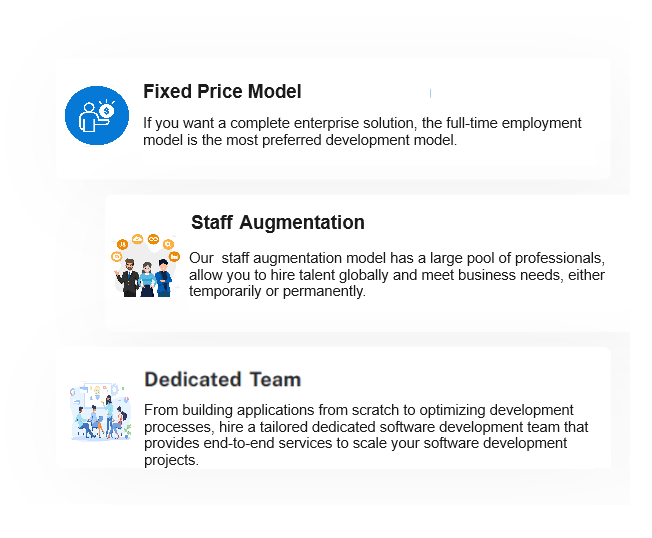 Fixed Price Model
If you want a complete enterprise solution, the full-time employment
model is the most preferred development model.
Staff Augmentation
Our  staff augmentation model has a large pool of professionals,
allow you to hire talent globally and meet business needs, either
temporarily or permanently.
Dedicated Team
From building applications from scratch to optimizing development
processes, hire a tailored dedicated software development team that
provides end-to-end services to scale your software development
projects.